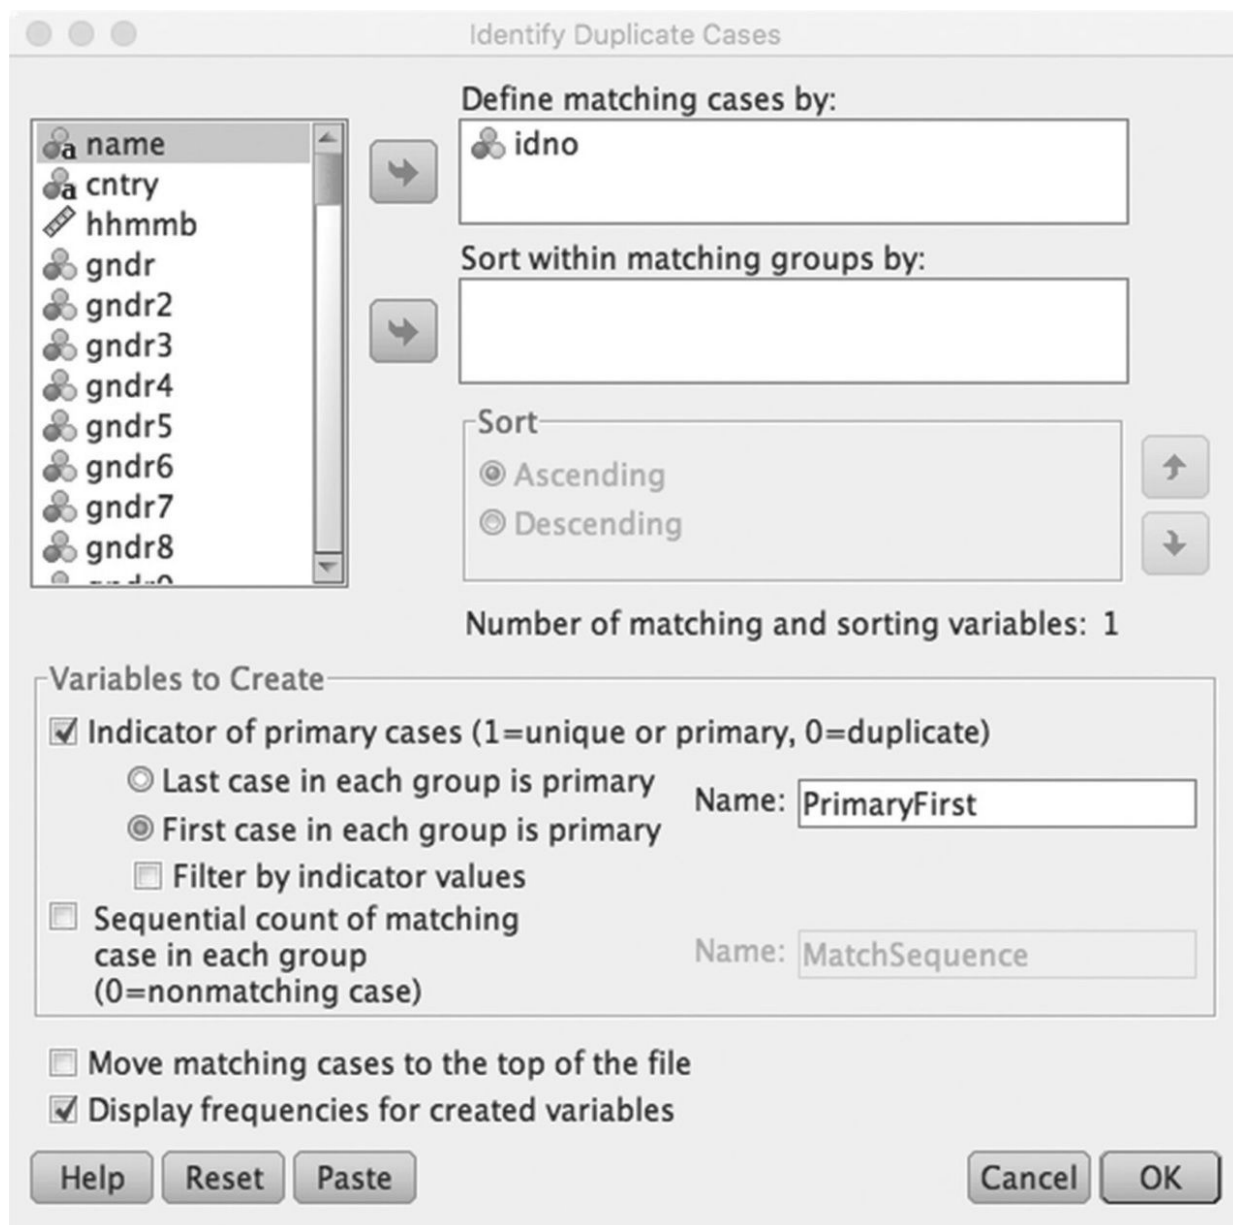 Identify Duplicate Cases
Define matching cases by:
name
cntry
hhmmb
gndr
gndr2
gndr3
gndr4
gndr5
gndr6
gndr7
gndr8
idno
Sort within matching groups by:
Sort
Ascending
Descending
Number of matching and sorting variables: 1
Variables to Create
Indicator of primary cases (1=unique or primary, 0=duplicate)
Last case in each group is primary
First case in each group is primary
Name: PrimaryFirst
Filter by indicator values
Sequential count of matching
case in each group
(0=nonmatching case)
Name: MatchSequence
Move matching cases to the top of the file
Display frequencies for created variables
Help Reset Paste Cancel OK